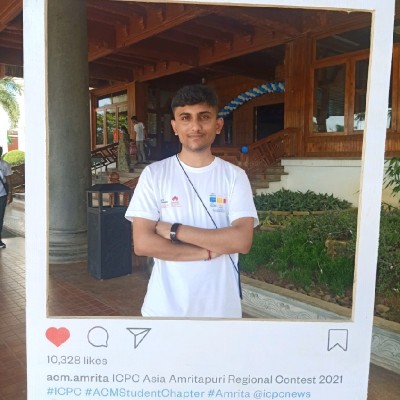 10,328 likes
acm.amrita ICPC Asia Amritapuri Regional Contest 2021
#ICPC #ACMStudentChapter #Amrita @icpcnews